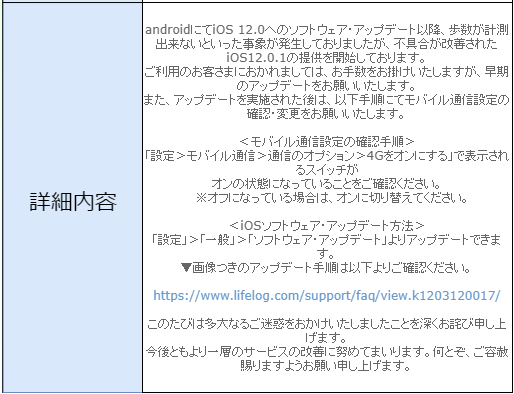 詳細内容
androidにてiOS 12.0へのソフトウェア・アップデート以降、歩数が計測
出来ないといった事象が発生しておりましたが、不具合が改善された
iOS12.0.1の提供を開始しております。
ご利用のお客さまにおかれましては、お手数をお掛けいたしますが、早期
のアップデートをお願いいたします。
また、アップデートを実施された後は、以下手順にてモバイル通信設定の
確認・変更をお願いいたします。
＜モバイル通信設定の確認手順＞
「設定＞モバイル通信＞通信のオプション＞4Gをオンにする」で表示され
るスイッチが
オンの状態になっていることをご確認ください。
※オフになっている場合は、オンに切り替えてください。
＜iOSソフトウェア・アップデート方法＞
「設定」＞「一般」＞「ソフトウェア・アップデート」よりアップデートできま
す。
▼画像つきのアップデート手順は以下よりご確認ください。
https://www.lifelog.com/support/faq/view.k1203120017/
このたびは多大なるご迷惑をおかけいたしましたことを深くお詫び申し上
げます。
今後ともより一層のサービスの改善に努めてまいります。何とぞ、ご容赦
賜りますようお願い申し上げます。